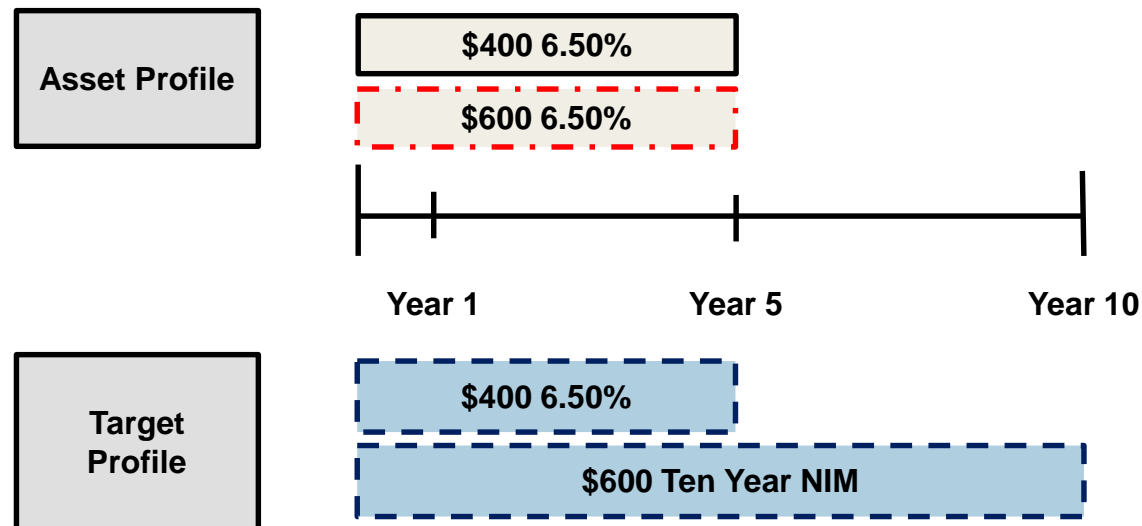 Asset Profile
$400 6.50%
$600 6.50%
Year 1
Year 5
Year 10
Target
Profile
$400 6.50%
$600 Ten Year NIM